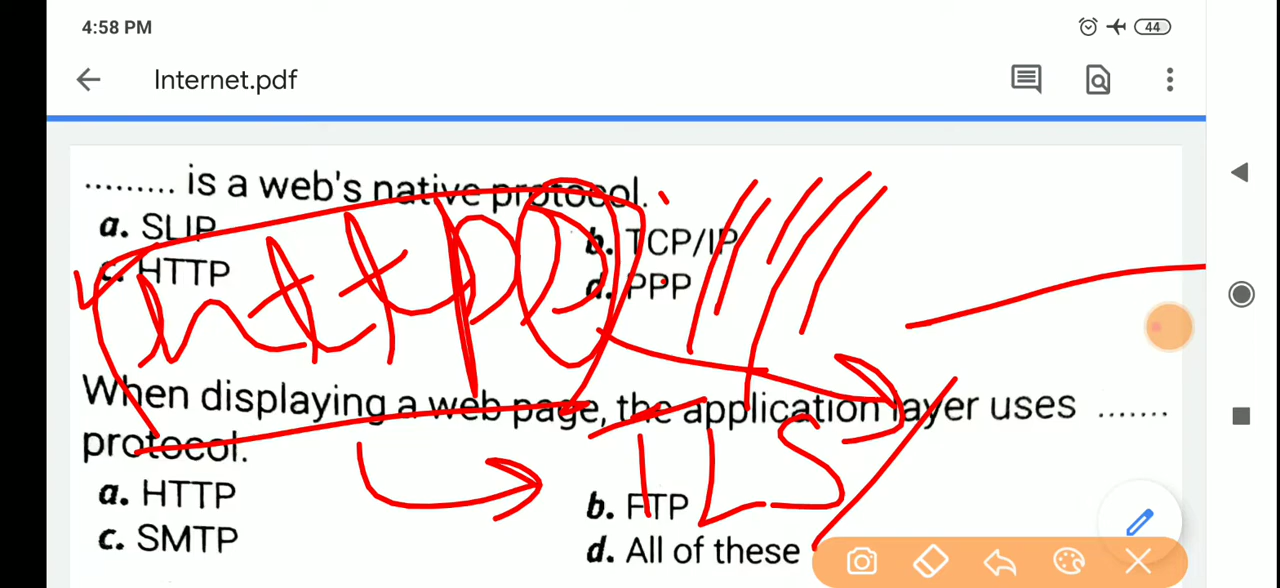 4:58 PM
44
Internet.pdf
......... is a web's native protocol.
a. SLIP
b. TCP/IP
c. HTTP
d. PPP
When displaying a web page, the application layer uses .......
protocol.
TLS
a. HTTP
b. FTP
c. SMTP
d. All of these